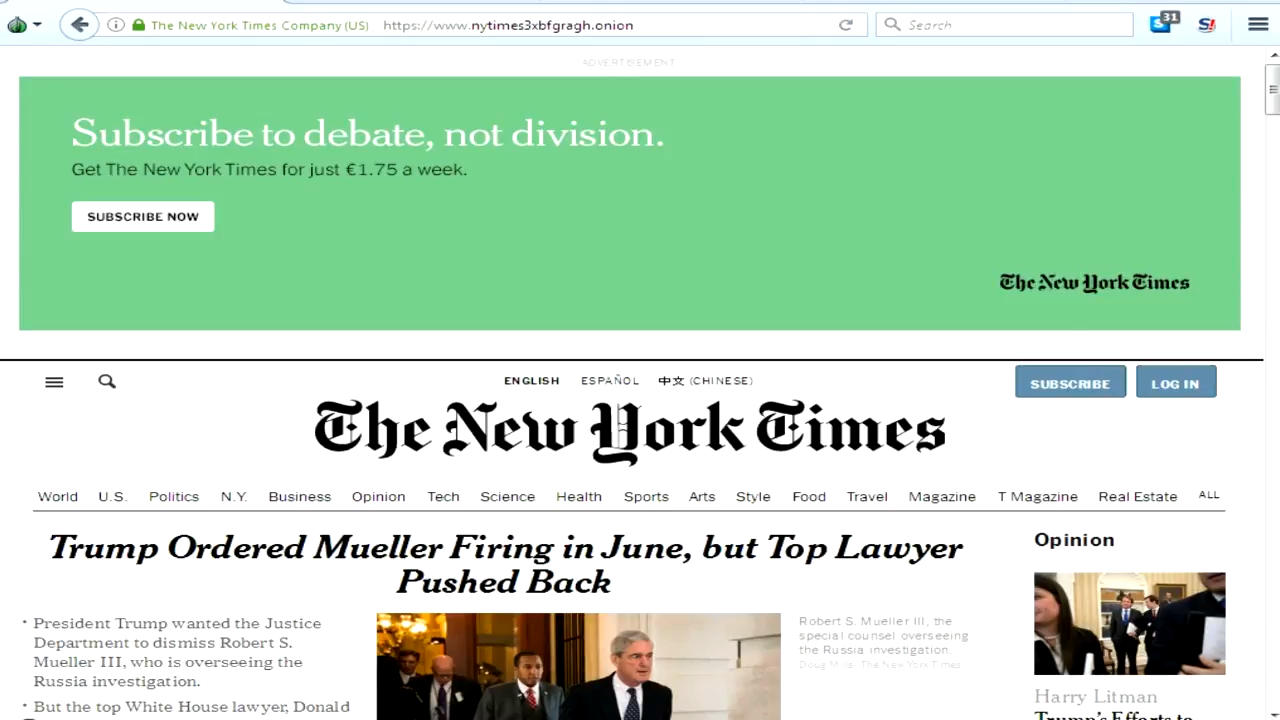 The New York Times Company (US) https://www.nytimes3xbfgragh.onion Search 31 S!
ADVERTISEMENT
Subscribe to debate, not division.
Get The New York Times for just €1.75 a week.
SUBSCRIBE NOW
The New York Times
ENGLISH ESPAÑOL 中文 (CHINESE)
SUBSCRIBE LOG IN
The New York Times
World U.S. Politics N.Y. Business Opinion Tech Science Health Sports Arts Style Food Travel Magazine T Magazine Real Estate ALL
Trump Ordered Mueller Firing in June, but Top Lawyer
Pushed Back
• President Trump wanted the Justice
Department to dismiss Robert S.
Mueller III, who is overseeing the
Russia investigation.
• But the top White House lawyer, Donald
Robert S. Mueller III, the
special counsel overseeing
the Russia investigation.
Doug Mills/The New York Times
Opinion
Harry Litman
Trump's Efforts to